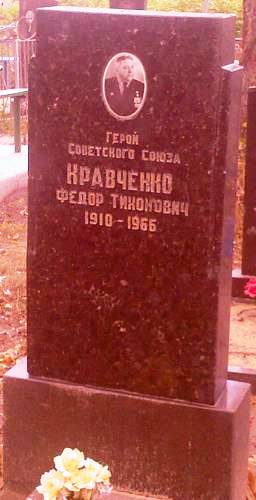 ГЕРОЙ
СОВЕТСКОГО СОЮЗА
КРАВЧЕНКО
ФЕДОР ТИХОНОВИЧ
1910-1966